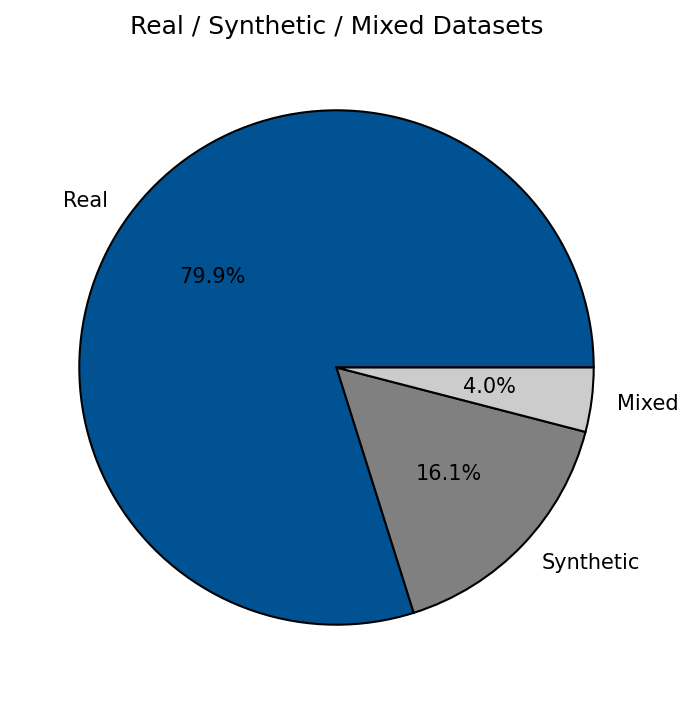 Real / Synthetic / Mixed Datasets
Real
79.9%
4.0%
Mixed
16.1%
Synthetic